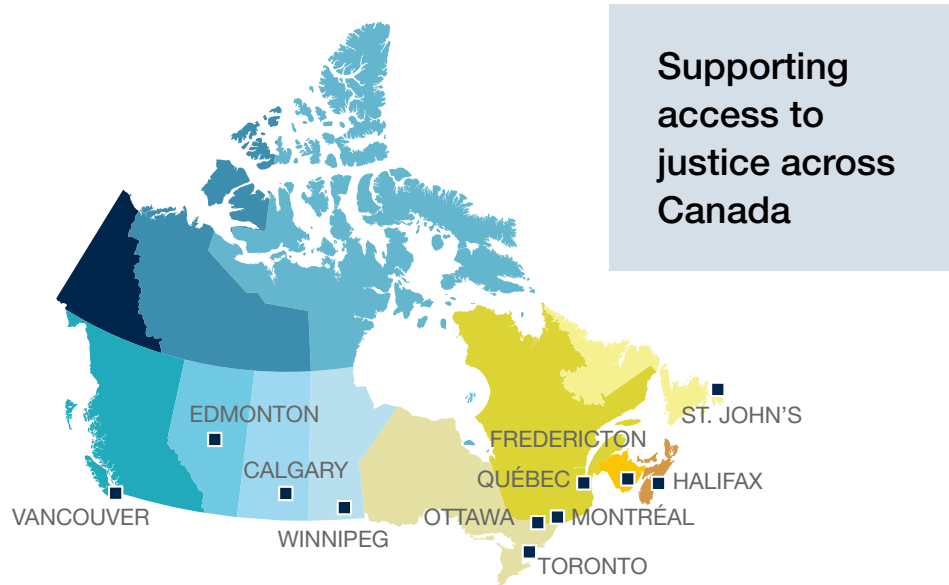 Supporting
access to
justice across
Canada
EDMONTON
ST. JOHN'S
FREDERICTON
CALGARY
QUÉBEC
HALIFAX
VANCOUVER
OTTAWA
MONTRÉAL
WINNIPEG
TORONTO